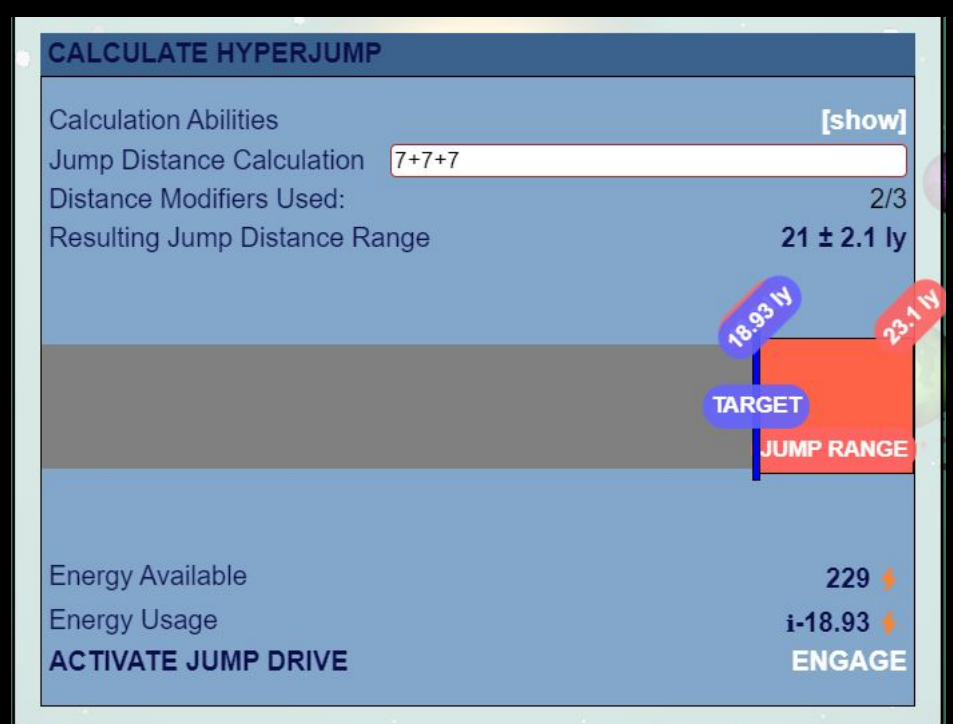 CALCULATE HYPERJUMP
Calculation Abilities [show]
Jump Distance Calculation 7+7+7
Distance Modifiers Used: 2/3
Resulting Jump Distance Range 21 ± 2.1 ly
18.93 ly 23.1 ly
TARGET
JUMP RANGE
Energy Available 229
Energy Usage i-18.93
ACTIVATE JUMP DRIVE ENGAGE